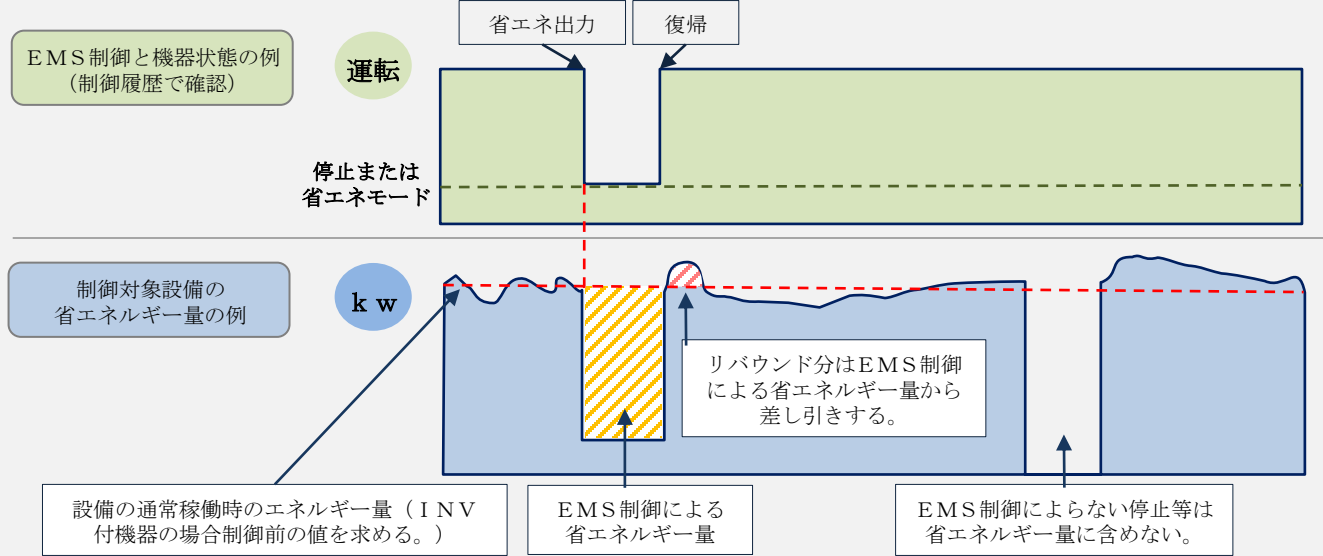 省エネ出力
復帰
ＥＭＳ制御と機器状態の例
（制御履歴で確認）
運転
停止または
省エネモード
制御対象設備の
省エネルギー量の例
ｋｗ
リバウンド分はＥＭＳ制御
による省エネルギー量から
差し引きする。
設備の通常稼働時のエネルギー量（ＩＮＶ
付機器の場合制御前の値を求める。）
ＥＭＳ制御による
省エネルギー量
ＥＭＳ制御によらない停止等は
省エネルギー量に含めない。